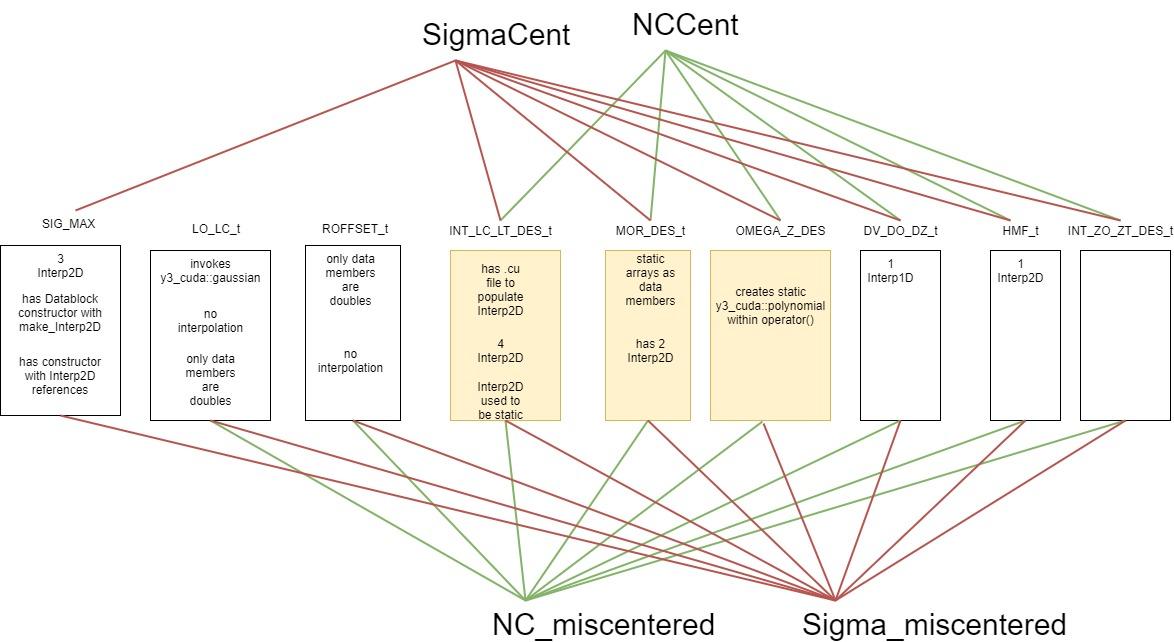 SigmaCent
NCCent
SIG_MAX
LO_LC_t
ROFFSET_t
INT_LC_LT_DES_t
MOR_DES_t
OMEGA_Z_DES
DV_DO_DZ_t
HMF_t
INT_ZO_ZT_DES_t
3
Interp2D
has Datablock
constructor with
make_Interp2D
has constructor
with Interp2D
references
invokes
y3_cuda::gaussian
no
interpolation
only data
members
are
doubles
only data
members
are
doubles
no
interpolation
has .cu
file to
populate
Interp2D
4
Interp2D
Interp2D
used to
be static
static
arrays as
data
members
has 2
Interp2D
creates static
y3_cuda::polynomial
within operator()
1
Interp1D
1
Interp2D
NC_miscentered
Sigma_miscentered